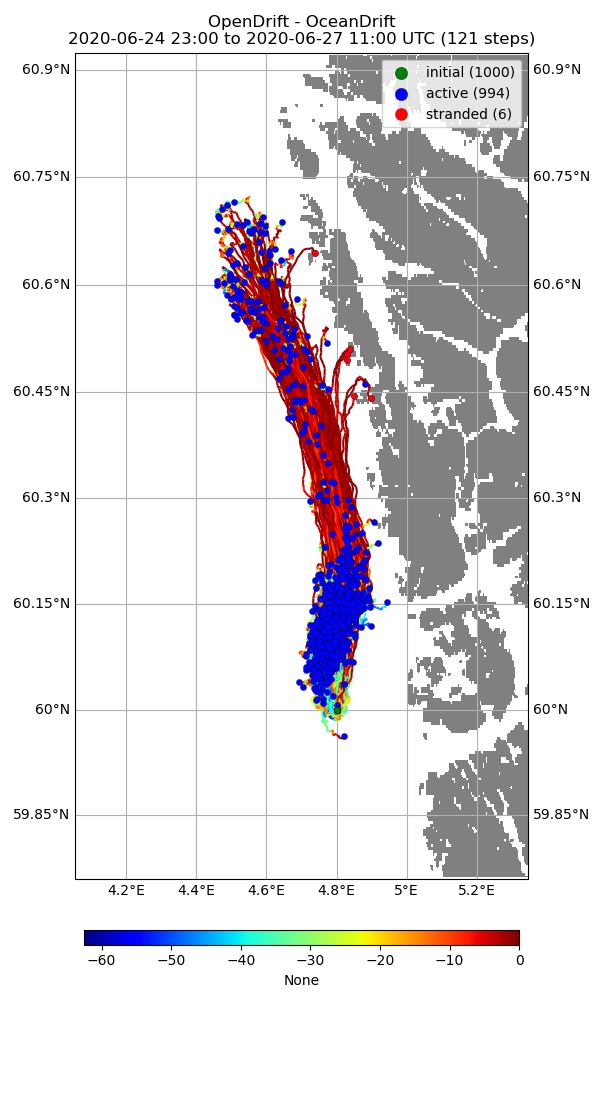 OpenDrift - OceanDrift
2020-06-24 23:00 to 2020-06-27 11:00 UTC (121 steps)
initial (1000)
active (994)
stranded (6)
60.9°N 60.9°N
60.75°N 60.75°N
60.6°N 60.6°N
60.45°N 60.45°N
60.3°N 60.3°N
60.15°N 60.15°N
60°N 60°N
59.85°N 59.85°N
4.2°E 4.4°E 4.6°E 4.8°E 5°E 5.2°E
−60 −50 −40 −30 −20 −10 0
None